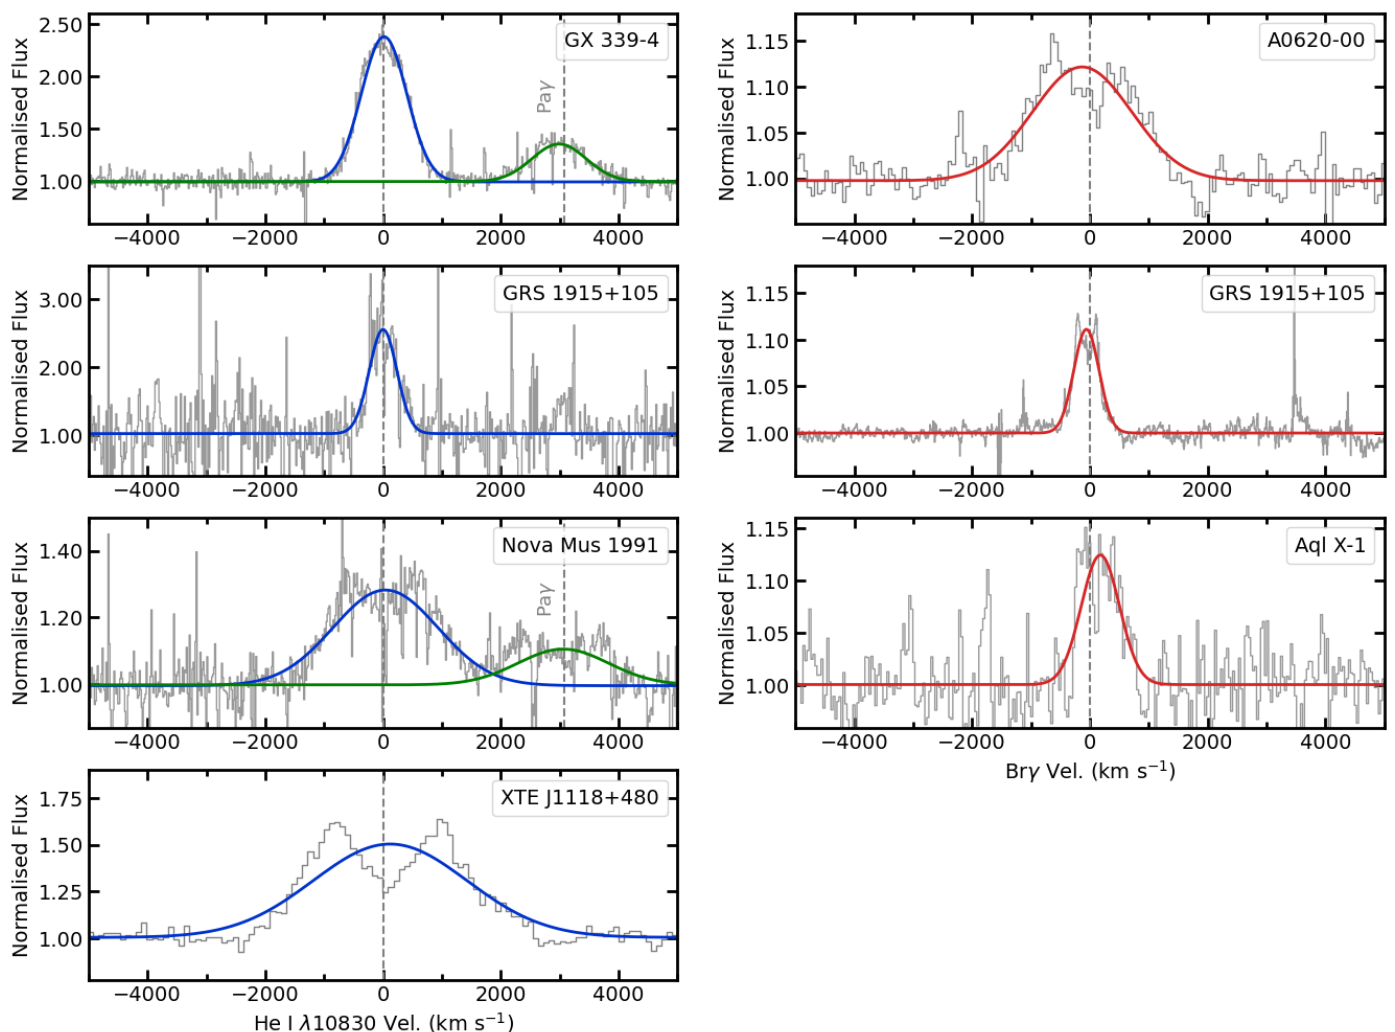 Normalised Flux
2.50
2.00
1.50
1.00
GX 339-4
Paγ
−4000 −2000 0 2000 4000
Normalised Flux
1.15
1.10
1.05
1.00
A0620-00
−4000 −2000 0 2000 4000
Normalised Flux
3.00
2.00
1.00
GRS 1915+105
−4000 −2000 0 2000 4000
Normalised Flux
1.15
1.10
1.05
1.00
GRS 1915+105
−4000 −2000 0 2000 4000
Normalised Flux
1.40
1.20
1.00
Nova Mus 1991
Paγ
−4000 −2000 0 2000 4000
Normalised Flux
1.15
1.10
1.05
1.00
Aql X-1
−4000 −2000 0 2000 4000
Brγ Vel. (km s⁻¹)
Normalised Flux
1.75
1.50
1.25
1.00
XTE J1118+480
−4000 −2000 0 2000 4000
He I λ10830 Vel. (km s⁻¹)